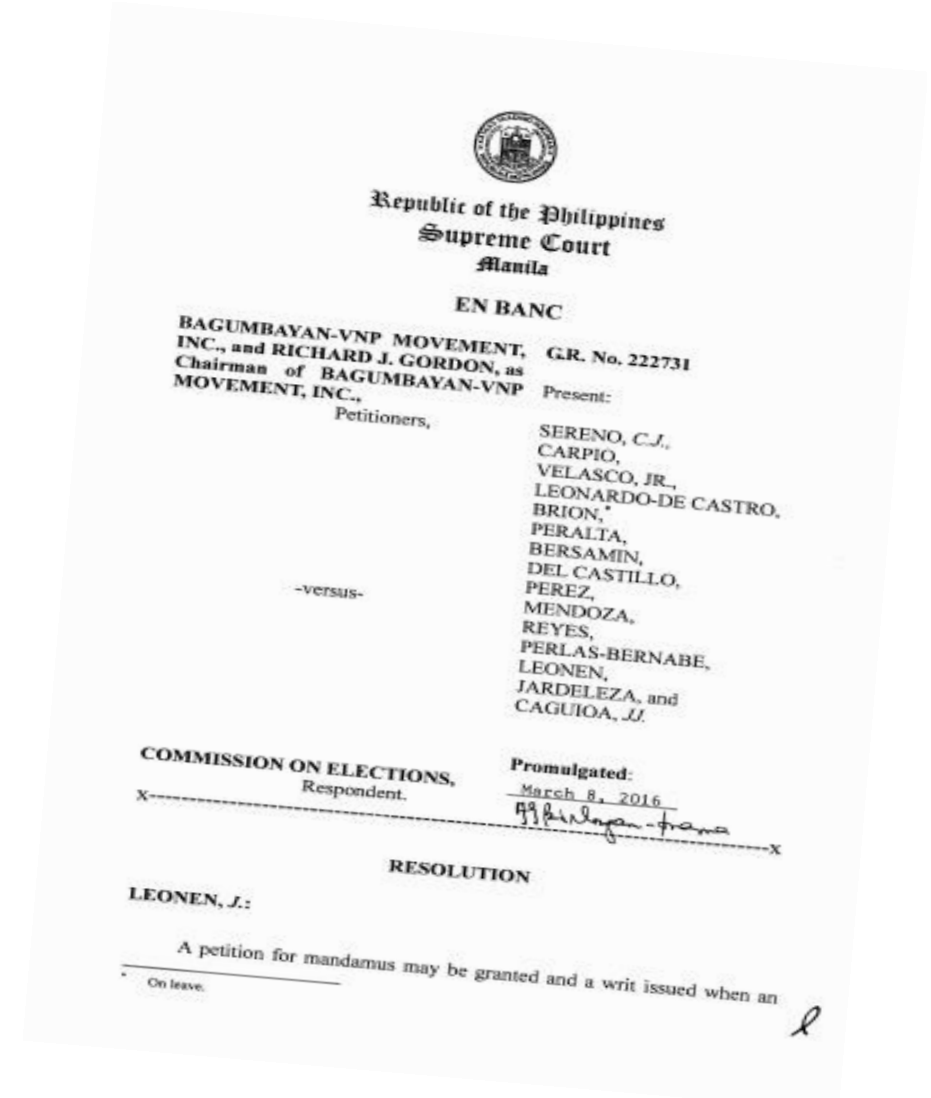 Republic of the Philippines
Supreme Court
Manila
EN BANC
BAGUMBAYAN-VNP MOVEMENT,
INC., and RICHARD J. GORDON, as
Chairman of BAGUMBAYAN-VNP
MOVEMENT, INC.,
Petitioners,
-versus-
COMMISSION ON ELECTIONS,
Respondent.
G.R. No. 222731
Present:
SERENO, C.J.,
CARPIO,
VELASCO, JR.,
LEONARDO-DE CASTRO,
BRION,*
PERALTA,
BERSAMIN,
DEL CASTILLO,
PEREZ,
MENDOZA,
REYES,
PERLAS-BERNABE,
LEONEN,
JARDELEZA, and
CAGUIOA, JJ.
Promulgated:
March 8, 2016
x-----------------------------------------------------------------------------------x
RESOLUTION
LEONEN, J.:
A petition for mandamus may be granted and a writ issued when an
* On leave.